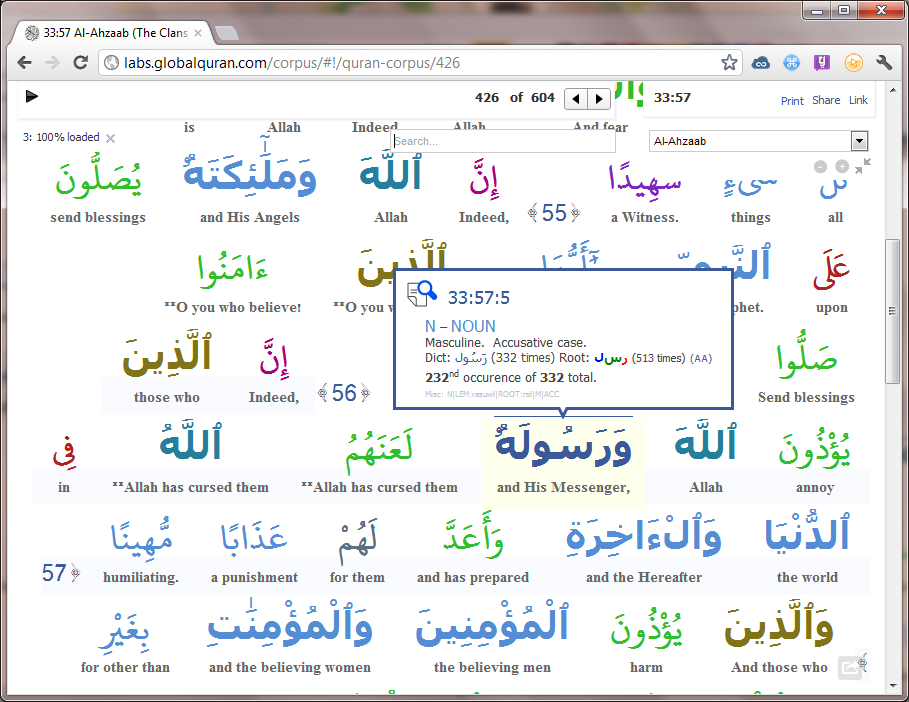 33:57 Al-Ahzaab (The Clans
labs.globalquran.com/corpus/#!/quran-corpus/426
426 of 604
33:57
Print Share Link
3: 100% loaded
Search...
Al-Ahzaab
is Allah Indeed Allah And fear
كُلِّ شَىْءٍ شَهِيدًا ﴿55﴾ إِنَّ ٱللَّهَ وَمَلَٰٓئِكَتَهُۥ يُصَلُّونَ
all things a Witness. 55 Indeed, Allah and His Angels send blessings
عَلَى ٱلنَّبِىِّ يَٰٓأَيُّهَا ٱلَّذِينَ ءَامَنُوا
upon phet. **O you w **O you who believe!
صَلُّوا
Send blessings
﴿56﴾ إِنَّ ٱلَّذِينَ
56 Indeed, those who
33:57:5
N – NOUN
Masculine. Accusative case.
Dict: رَسُول (332 times) Root: رسل (513 times) (AA)
232nd occurence of 332 total.
Misc: N|LEM:rasuwl|ROOT:rsl|M|ACC
يُؤْذُونَ ٱللَّهَ وَرَسُولَهُۥ لَعَنَهُمُ ٱللَّهُ فِى
annoy Allah and His Messenger, **Allah has cursed them **Allah has cursed them in
ٱلدُّنْيَا وَٱلْءَاخِرَةِ وَأَعَدَّ لَهُمْ عَذَابًا مُّهِينًا
the world and the Hereafter and has prepared for them a punishment humiliating. 57
وَٱلَّذِينَ يُؤْذُونَ ٱلْمُؤْمِنِينَ وَٱلْمُؤْمِنَٰتِ بِغَيْرِ
And those who harm the believing men and the believing women for other than